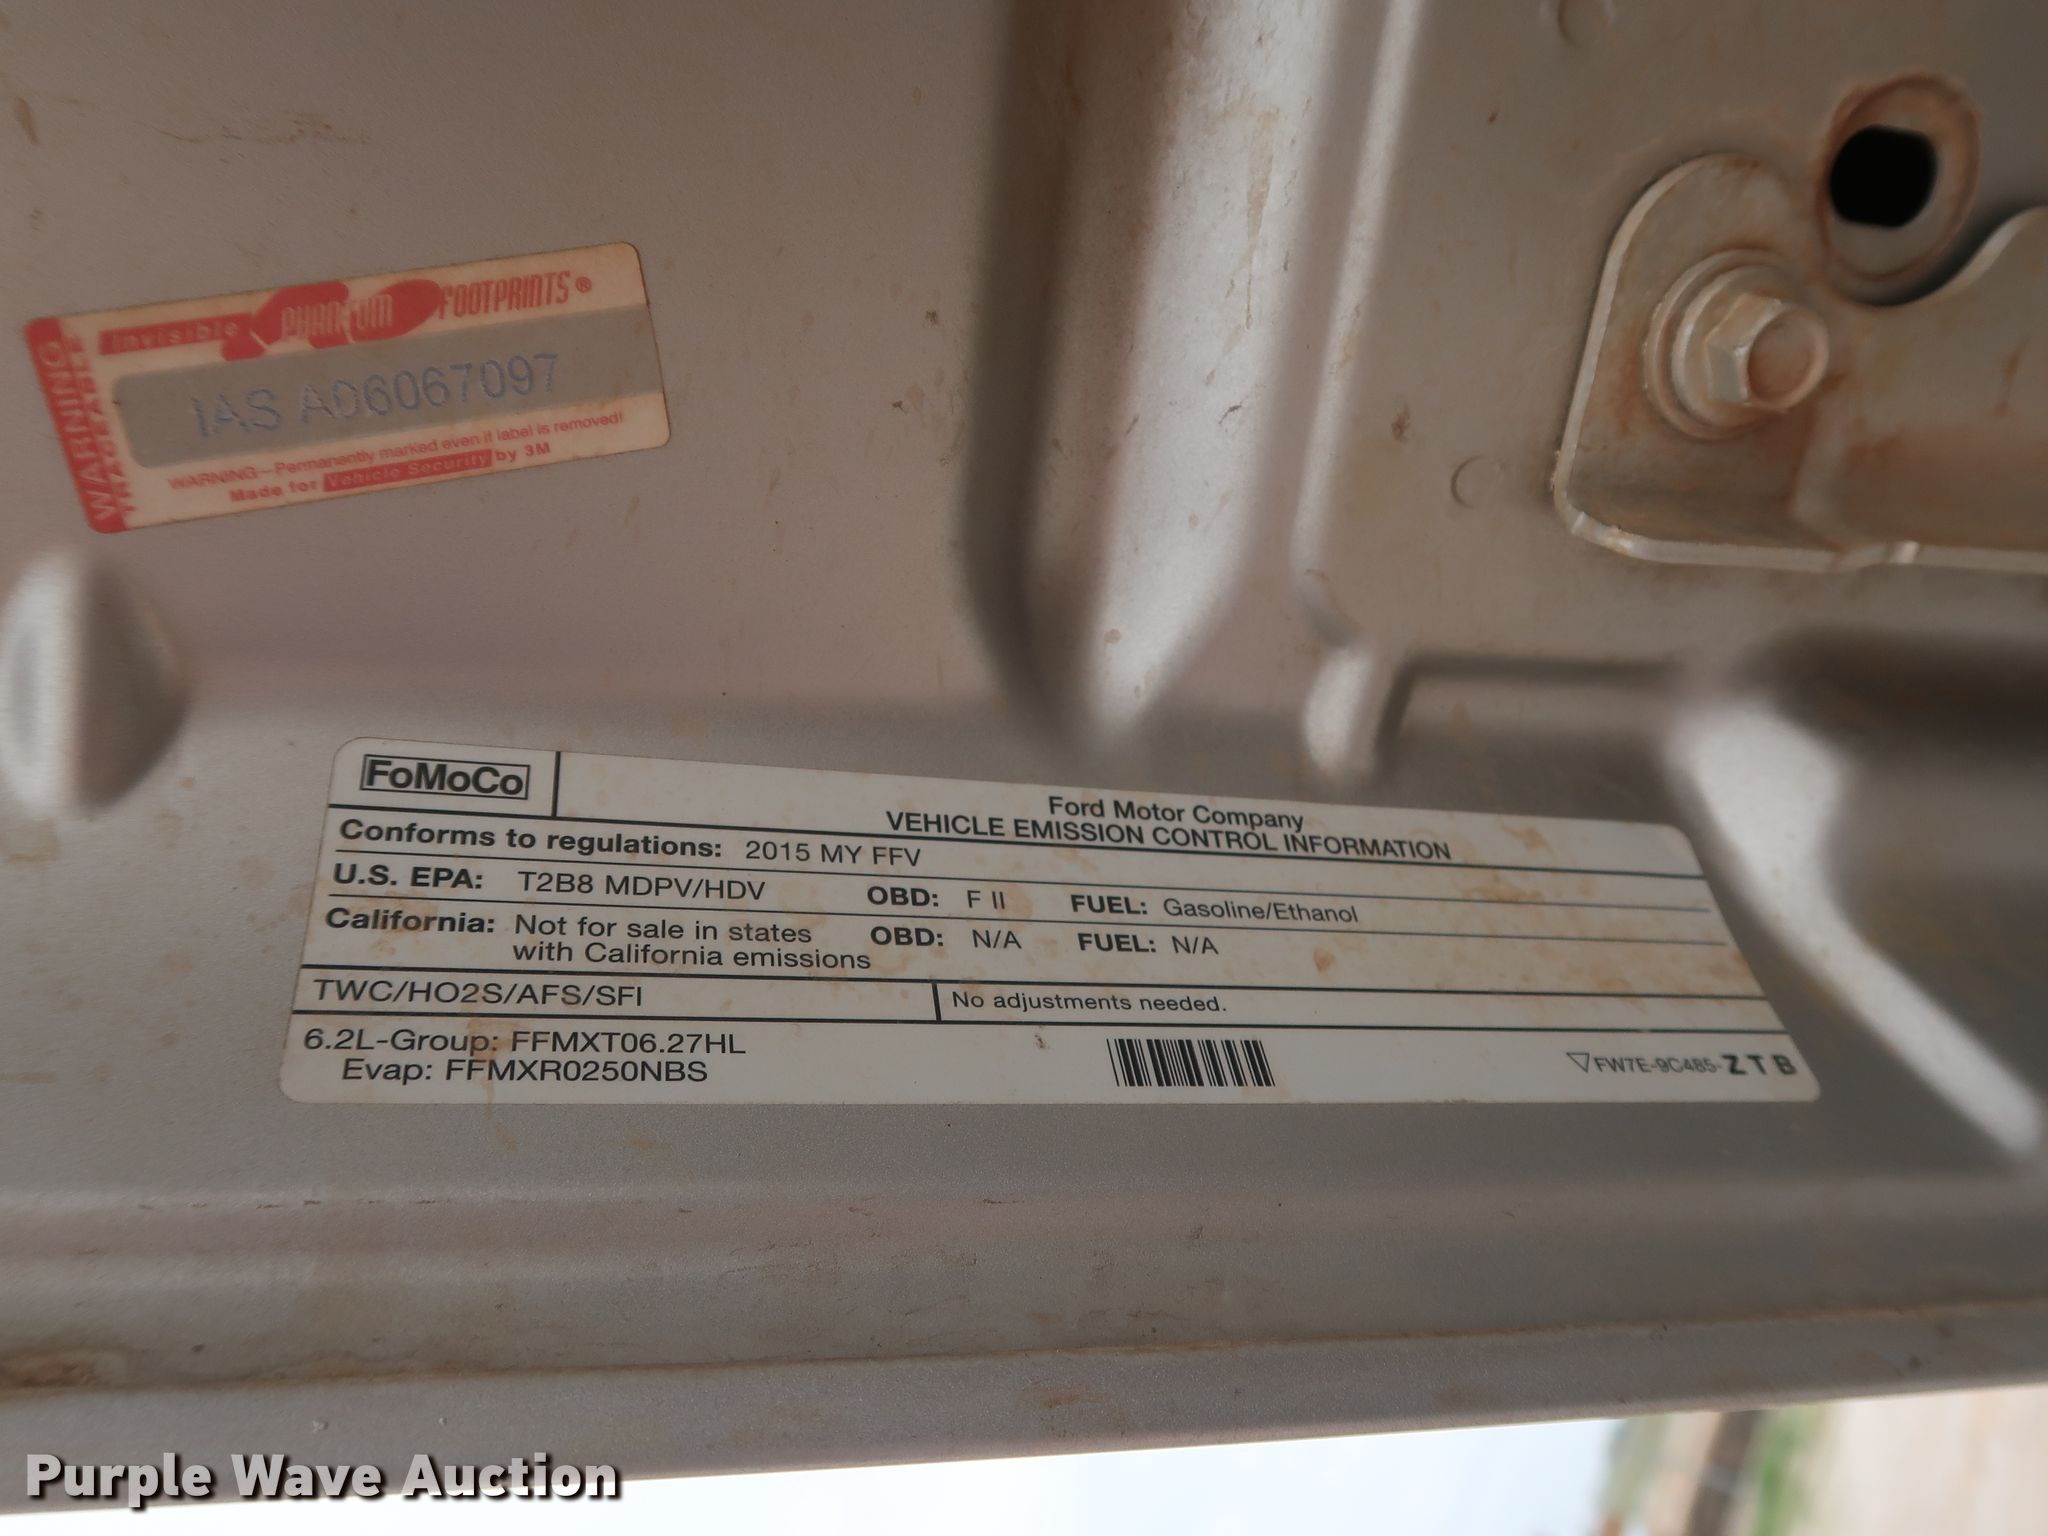 WARNING
TRACEABLE
Invisible PHANTOM FOOTPRINTS®
IAS A06067097
WARNING—Permanently marked even if label is removed!
Made for Vehicle Security by 3M
FoMoCo
Ford Motor Company
VEHICLE EMISSION CONTROL INFORMATION
Conforms to regulations: 2015 MY FFV
U.S. EPA: T2B8 MDPV/HDV OBD: F II FUEL: Gasoline/Ethanol
California: Not for sale in states with California emissions OBD: N/A FUEL: N/A
TWC/HO2S/AFS/SFI No adjustments needed.
6.2L-Group: FFMXT06.27HL
Evap: FFMXR0250NBS
FW7E-9C485-ZTB
Purple Wave Auction